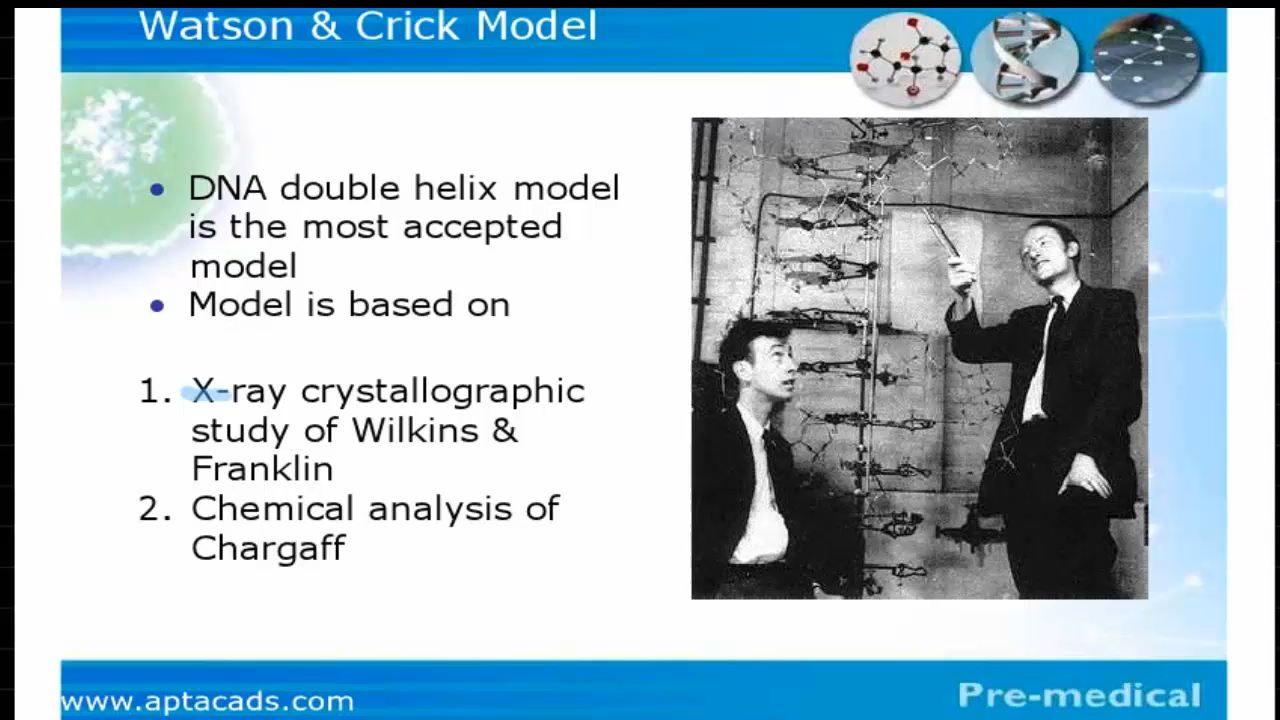 Watson & Crick Model
• DNA double helix model
is the most accepted
model
• Model is based on
1. X-ray crystallographic
study of Wilkins &
Franklin
2. Chemical analysis of
Chargaff
www.aptacads.com
Pre-medical